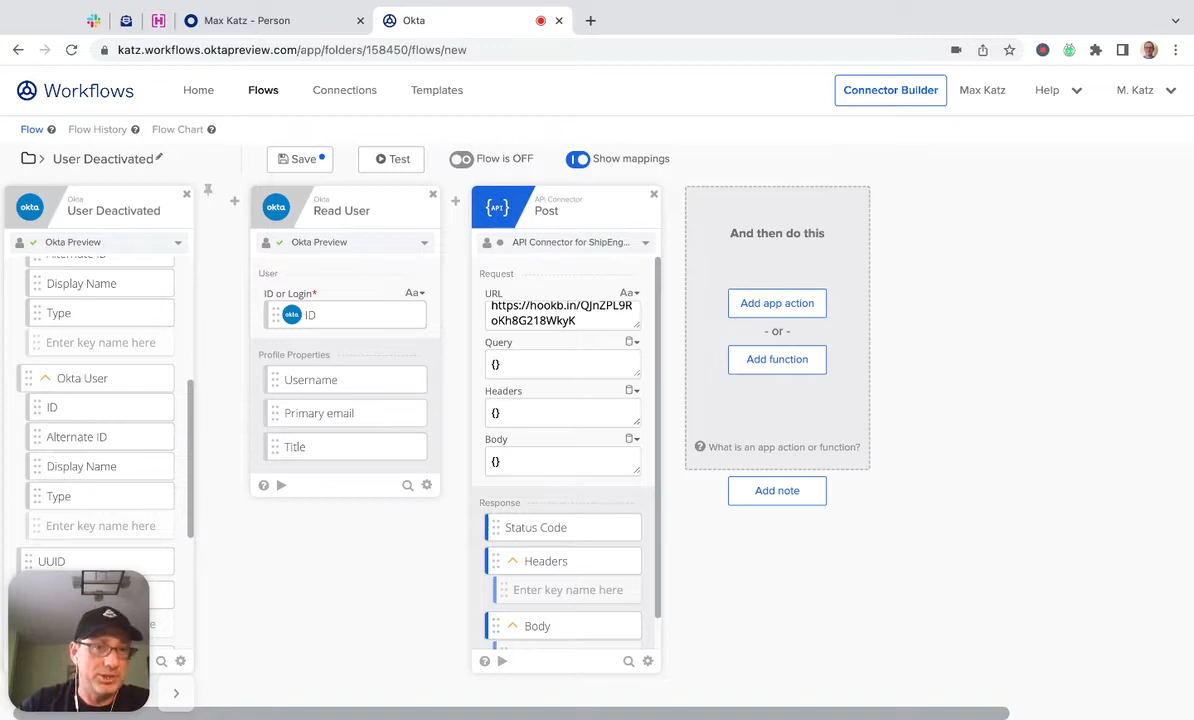 Max Katz - Person
Okta
katz.workflows.oktapreview.com/app/folders/158450/flows/new
Workflows
Home
Flows
Connections
Templates
Connector Builder
Max Katz
Help
M. Katz
Flow
Flow History
Flow Chart
User Deactivated
Save
Test
Flow is OFF
Show mappings
okta
Okta
User Deactivated
Okta Preview
Alternate ID
Display Name
Type
Enter key name here
Okta User
ID
Alternate ID
Display Name
Type
Enter key name here
UUID
okta
Okta
Read User
Okta Preview
User
ID or Login*
Aa
okta
ID
Profile Properties
Username
Primary email
Title
{API}
API Connector
Post
API Connector for ShipEng...
Request
URL
Aa
https://hookb.in/QJnZPL9R
oKh8G218WkyK
Query
{}
Headers
{}
Body
{}
Response
Status Code
Headers
Enter key name here
Body
And then do this
Add app action
- or -
Add function
What is an app action or function?
Add note
okta